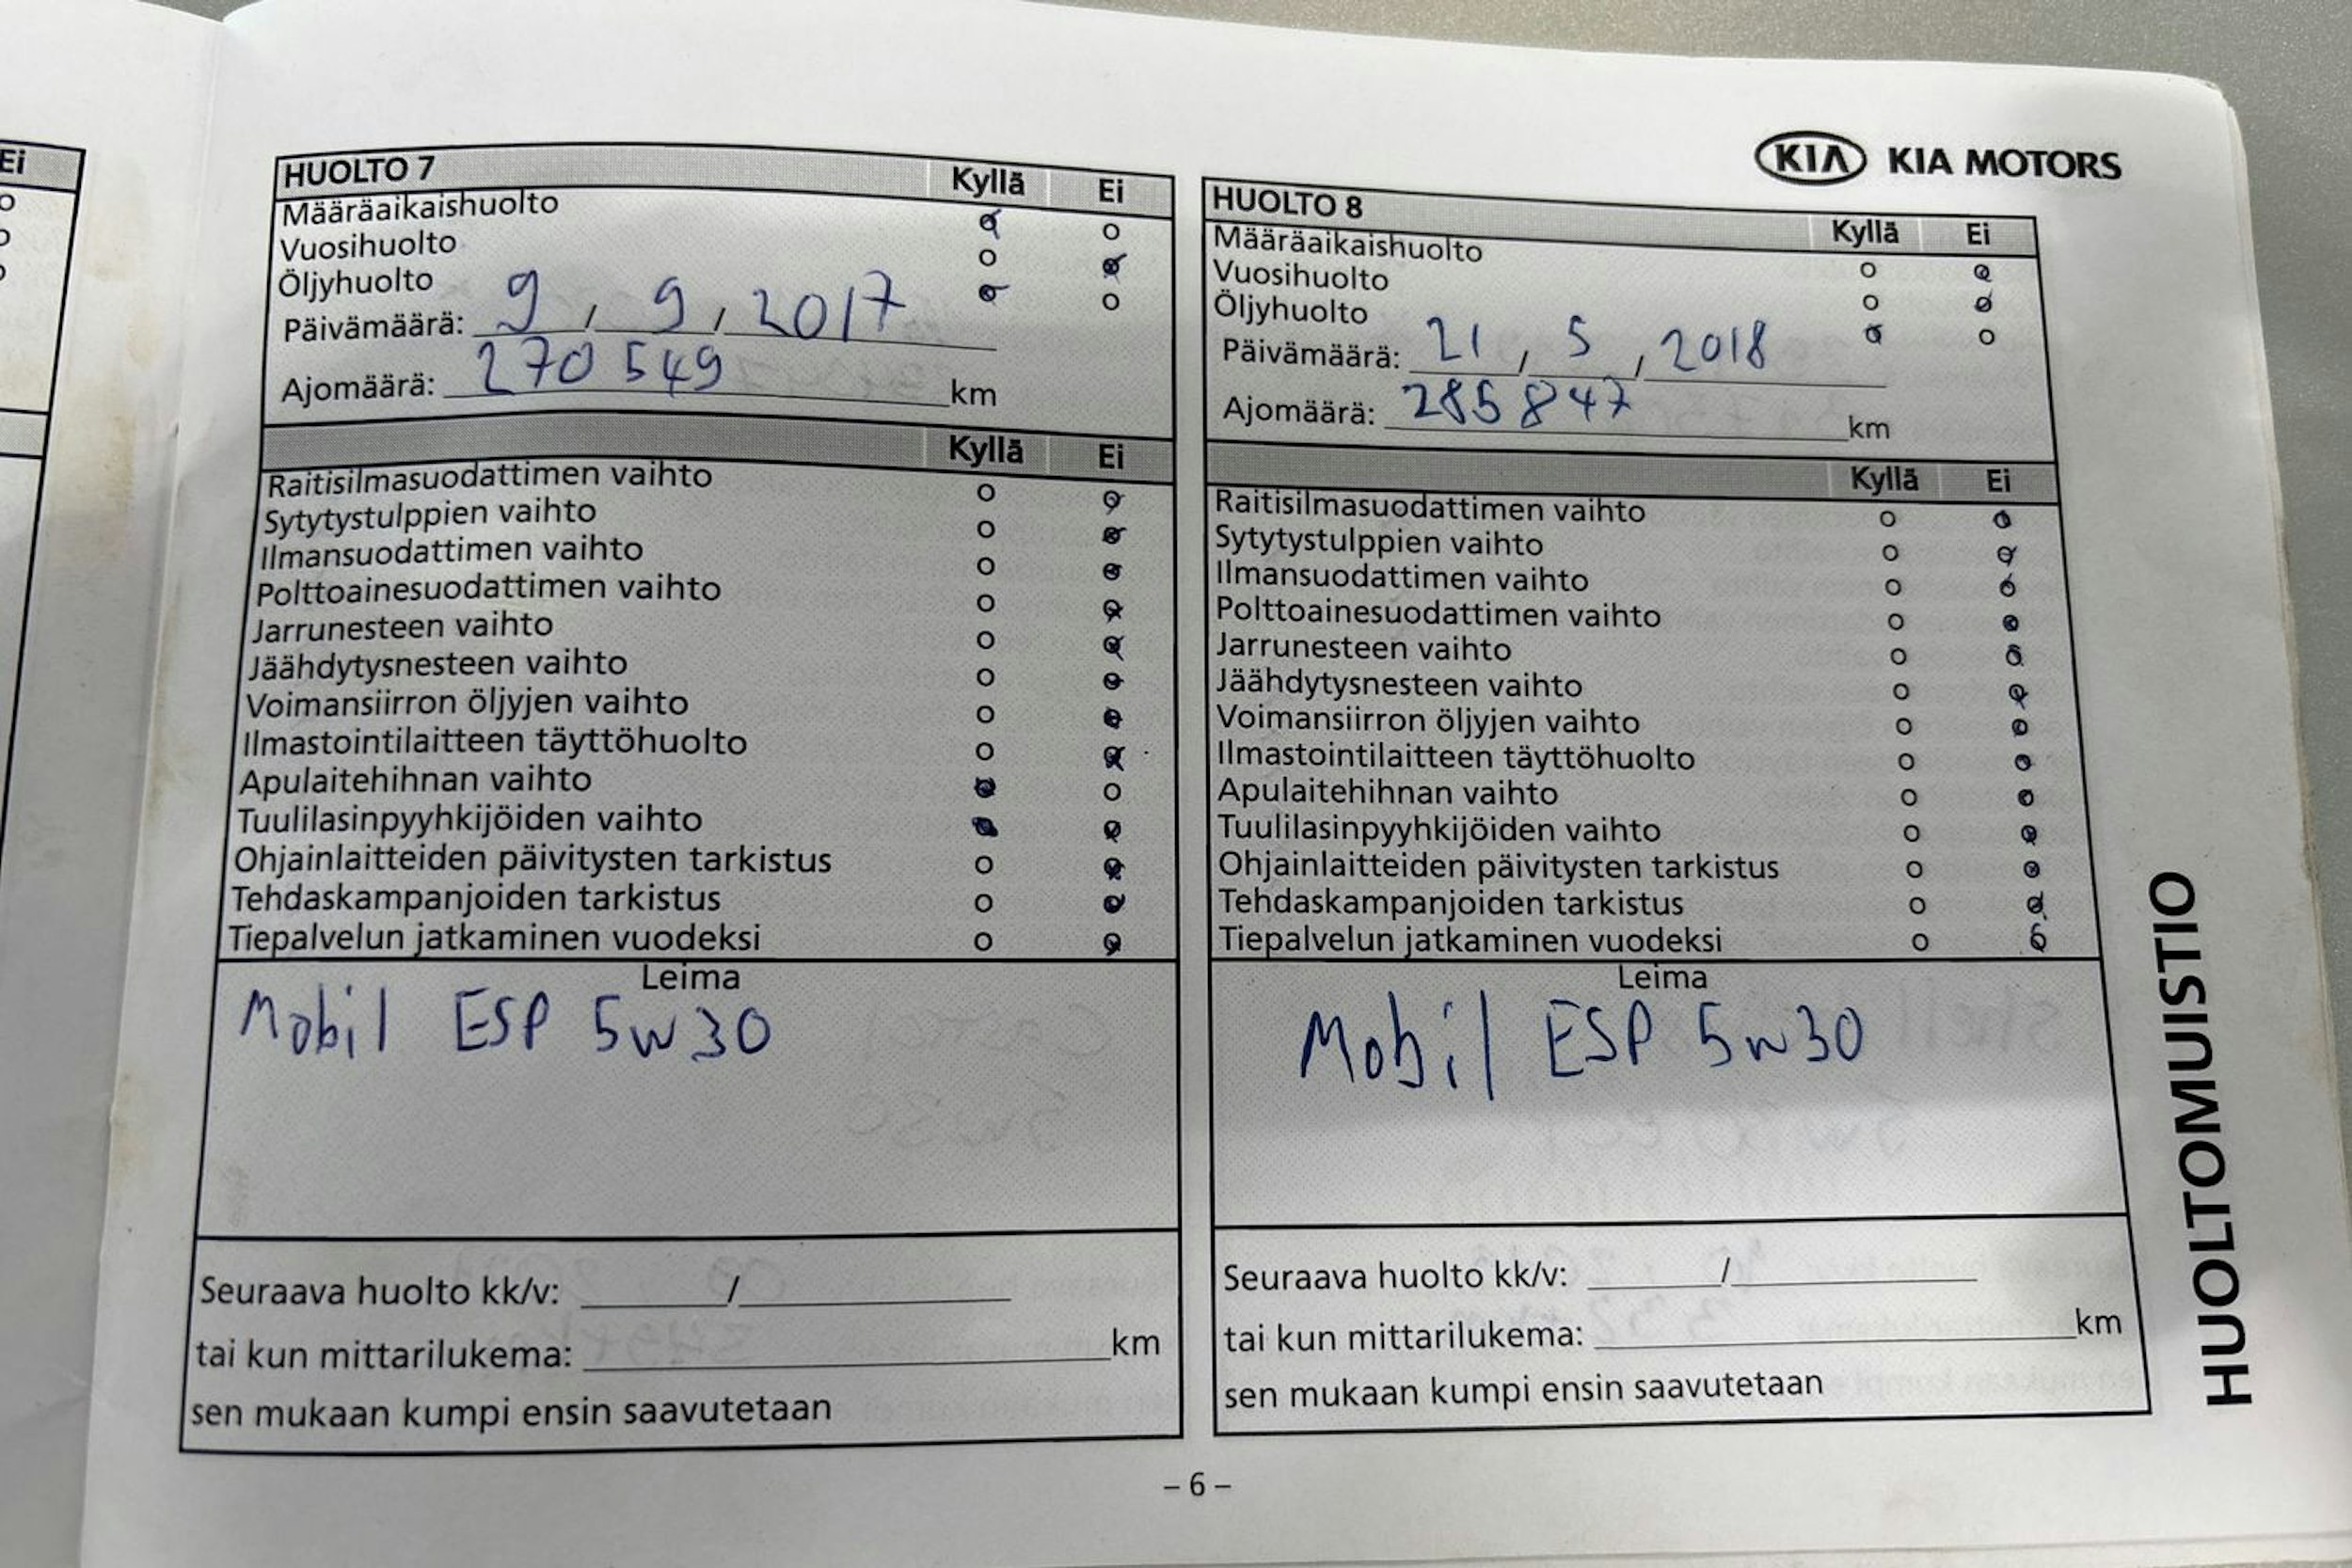 Ei
KIA KIA MOTORS
HUOLTO 7 Kyllä Ei
Määräaikaishuolto
Vuosihuolto
Öljyhuolto
Päivämäärä: 9, 9, 2017
Ajomäärä: 270 549 km
Kyllä Ei
Raitisilmasuodattimen vaihto
Sytytystulppien vaihto
Ilmansuodattimen vaihto
Polttoainesuodattimen vaihto
Jarrunesteen vaihto
Jäähdytysnesteen vaihto
Voimansiirron öljyjen vaihto
Ilmastointilaitteen täyttöhuolto
Apulaitehihnan vaihto
Tuulilasinpyyhkijöiden vaihto
Ohjainlaitteiden päivitysten tarkistus
Tehdaskampanjoiden tarkistus
Tiepalvelun jatkaminen vuodeksi
Leima
Mobil ESP 5w30
Seuraava huolto kk/v: /
tai kun mittarilukema: km
sen mukaan kumpi ensin saavutetaan
HUOLTO 8 Kyllä Ei
Määräaikaishuolto
Vuosihuolto
Öljyhuolto
Päivämäärä: 21, 5, 2018
Ajomäärä: 285 847 km
Kyllä Ei
Raitisilmasuodattimen vaihto
Sytytystulppien vaihto
Ilmansuodattimen vaihto
Polttoainesuodattimen vaihto
Jarrunesteen vaihto
Jäähdytysnesteen vaihto
Voimansiirron öljyjen vaihto
Ilmastointilaitteen täyttöhuolto
Apulaitehihnan vaihto
Tuulilasinpyyhkijöiden vaihto
Ohjainlaitteiden päivitysten tarkistus
Tehdaskampanjoiden tarkistus
Tiepalvelun jatkaminen vuodeksi
Leima
Mobil ESP 5w30
Seuraava huolto kk/v: /
tai kun mittarilukema: km
sen mukaan kumpi ensin saavutetaan
HUOLTOMUISTIO
– 6 –